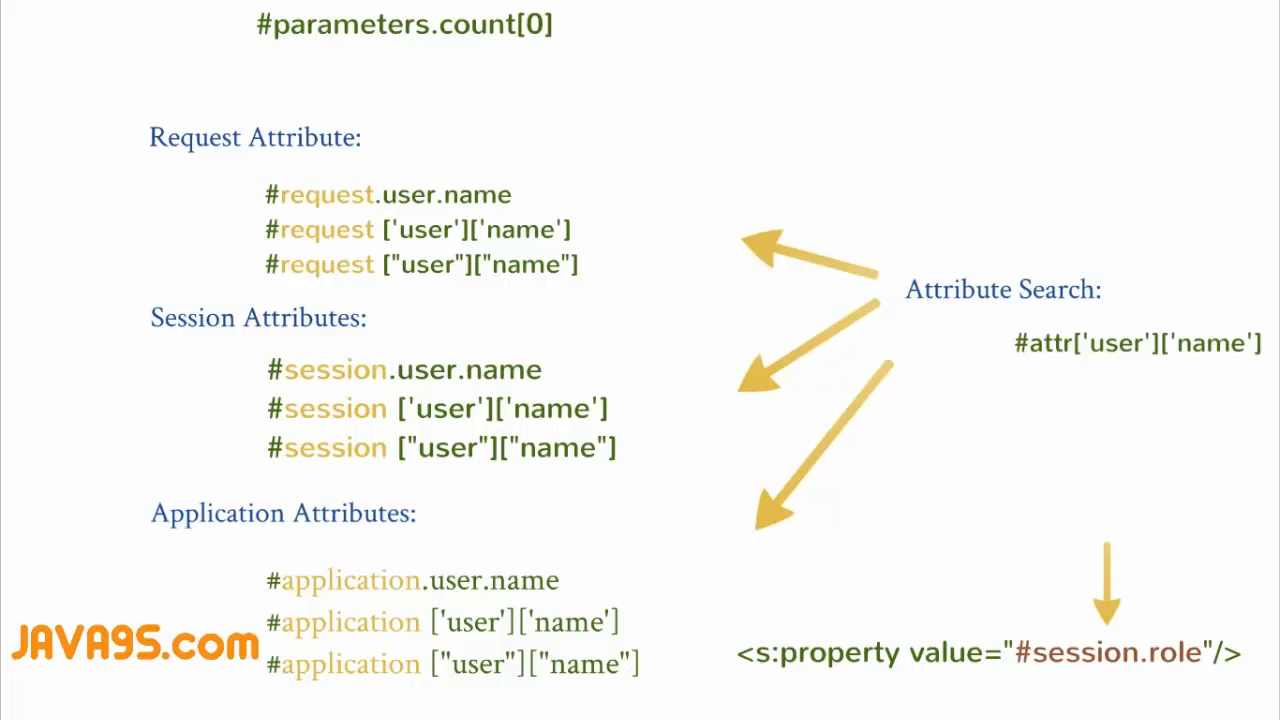 #parameters.count[0]
Request Attribute:
#request.user.name
#request ['user']['name']
#request ["user"]["name"]
Session Attributes:
#session.user.name
#session ['user']['name']
#session ["user"]["name"]
Application Attributes:
#application.user.name
#application ['user']['name']
#application ["user"]["name"]
Attribute Search:
#attr['user']['name']
<s:property value="#session.role"/>
JAVA9S.com